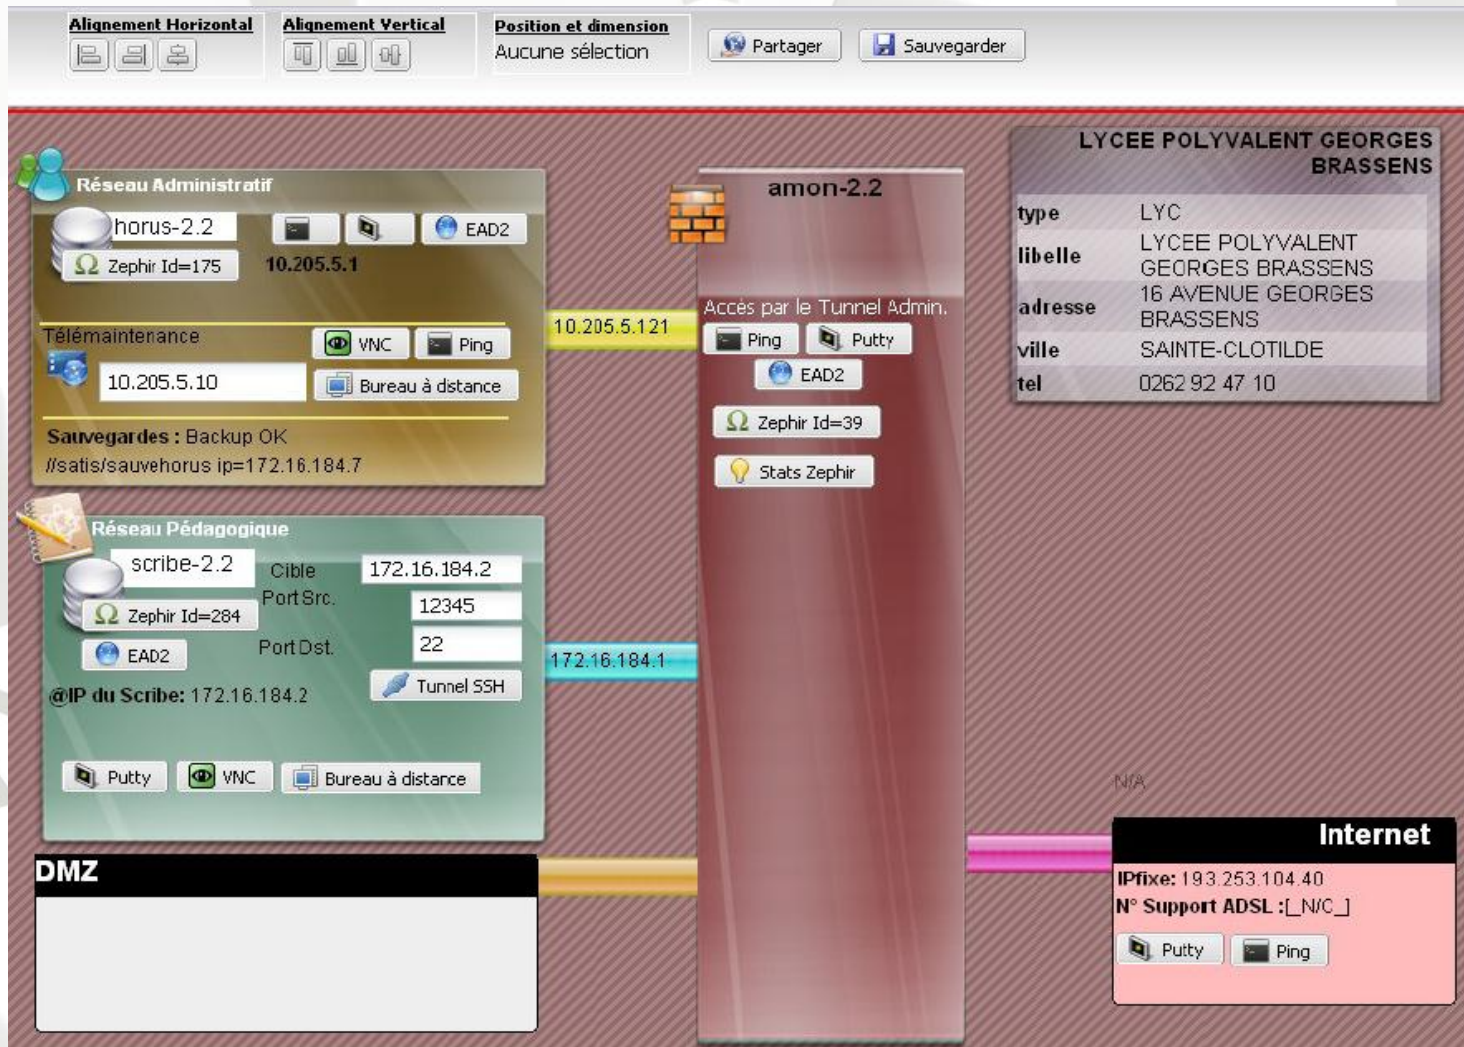 Alignement Horizontal
Alignement Vertical
Position et dimension
Aucune sélection
Partager
Sauvegarder
Réseau Administratif
horus-2.2
EAD2
Zephir Id=175
10.205.5.1
Télémaintenance
VNC
Ping
10.205.5.10
Bureau à distance
Sauvegardes : Backup OK
//satis/sauvehorus ip=172.16.184.7
Réseau Pédagogique
scribe-2.2
Cible
172.16.184.2
Port Src.
12345
Zephir Id=284
Port Dst.
22
EAD2
Tunnel SSH
@IP du Scribe: 172.16.184.2
Putty
VNC
Bureau à distance
DMZ
10.205.5.121
172.16.184.1
amon-2.2
Accès par le Tunnel Admin.
Ping
Putty
EAD2
Zephir Id=39
Stats Zephir
LYCEE POLYVALENT GEORGES
BRASSENS
type LYC
libelle LYCEE POLYVALENT
GEORGES BRASSENS
adresse 16 AVENUE GEORGES
BRASSENS
ville SAINTE-CLOTILDE
tel 0262 92 47 10
N/A
Internet
IPfixe: 193.253.104.40
N° Support ADSL :[_N/C_]
Putty
Ping